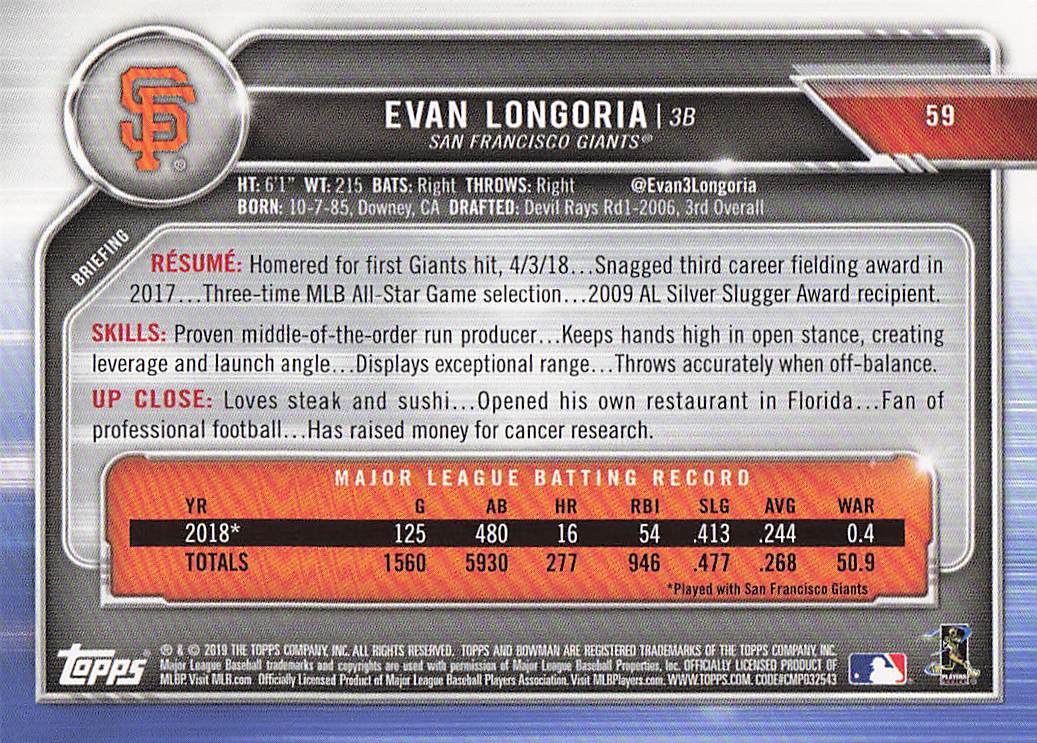 SF®
EVAN LONGORIA | 3B
59
SAN FRANCISCO GIANTS®
HT: 6'1" WT: 215 BATS: Right THROWS: Right @Evan3Longoria
BORN: 10-7-85, Downey, CA DRAFTED: Devil Rays Rd1-2006, 3rd Overall
BRIEFING
RÉSUMÉ: Homered for first Giants hit, 4/3/18...Snagged third career fielding award in
2017...Three-time MLB All-Star Game selection...2009 AL Silver Slugger Award recipient.
SKILLS: Proven middle-of-the-order run producer...Keeps hands high in open stance, creating
leverage and launch angle...Displays exceptional range...Throws accurately when off-balance.
UP CLOSE: Loves steak and sushi...Opened his own restaurant in Florida...Fan of
professional football...Has raised money for cancer research.
MAJOR LEAGUE BATTING RECORD
YR G AB HR RBI SLG AVG WAR
2018* 125 480 16 54 .413 .244 0.4
TOTALS 1560 5930 277 946 .477 .268 50.9
*Played with San Francisco Giants
Topps® ® & © 2019 THE TOPPS COMPANY, INC. ALL RIGHTS RESERVED. TOPPS AND BOWMAN ARE REGISTERED TRADEMARKS OF THE TOPPS COMPANY, INC.
Major League Baseball trademarks and copyrights are used with permission of Major League Baseball Properties, Inc. OFFICIALLY LICENSED PRODUCT OF
MLBP Visit MLB.com. Officially Licensed Product of Major League Baseball Players Association. Visit MLBPlayers.com. WWW.TOPPS.COM. CODE#CMP032543
PLAYERS